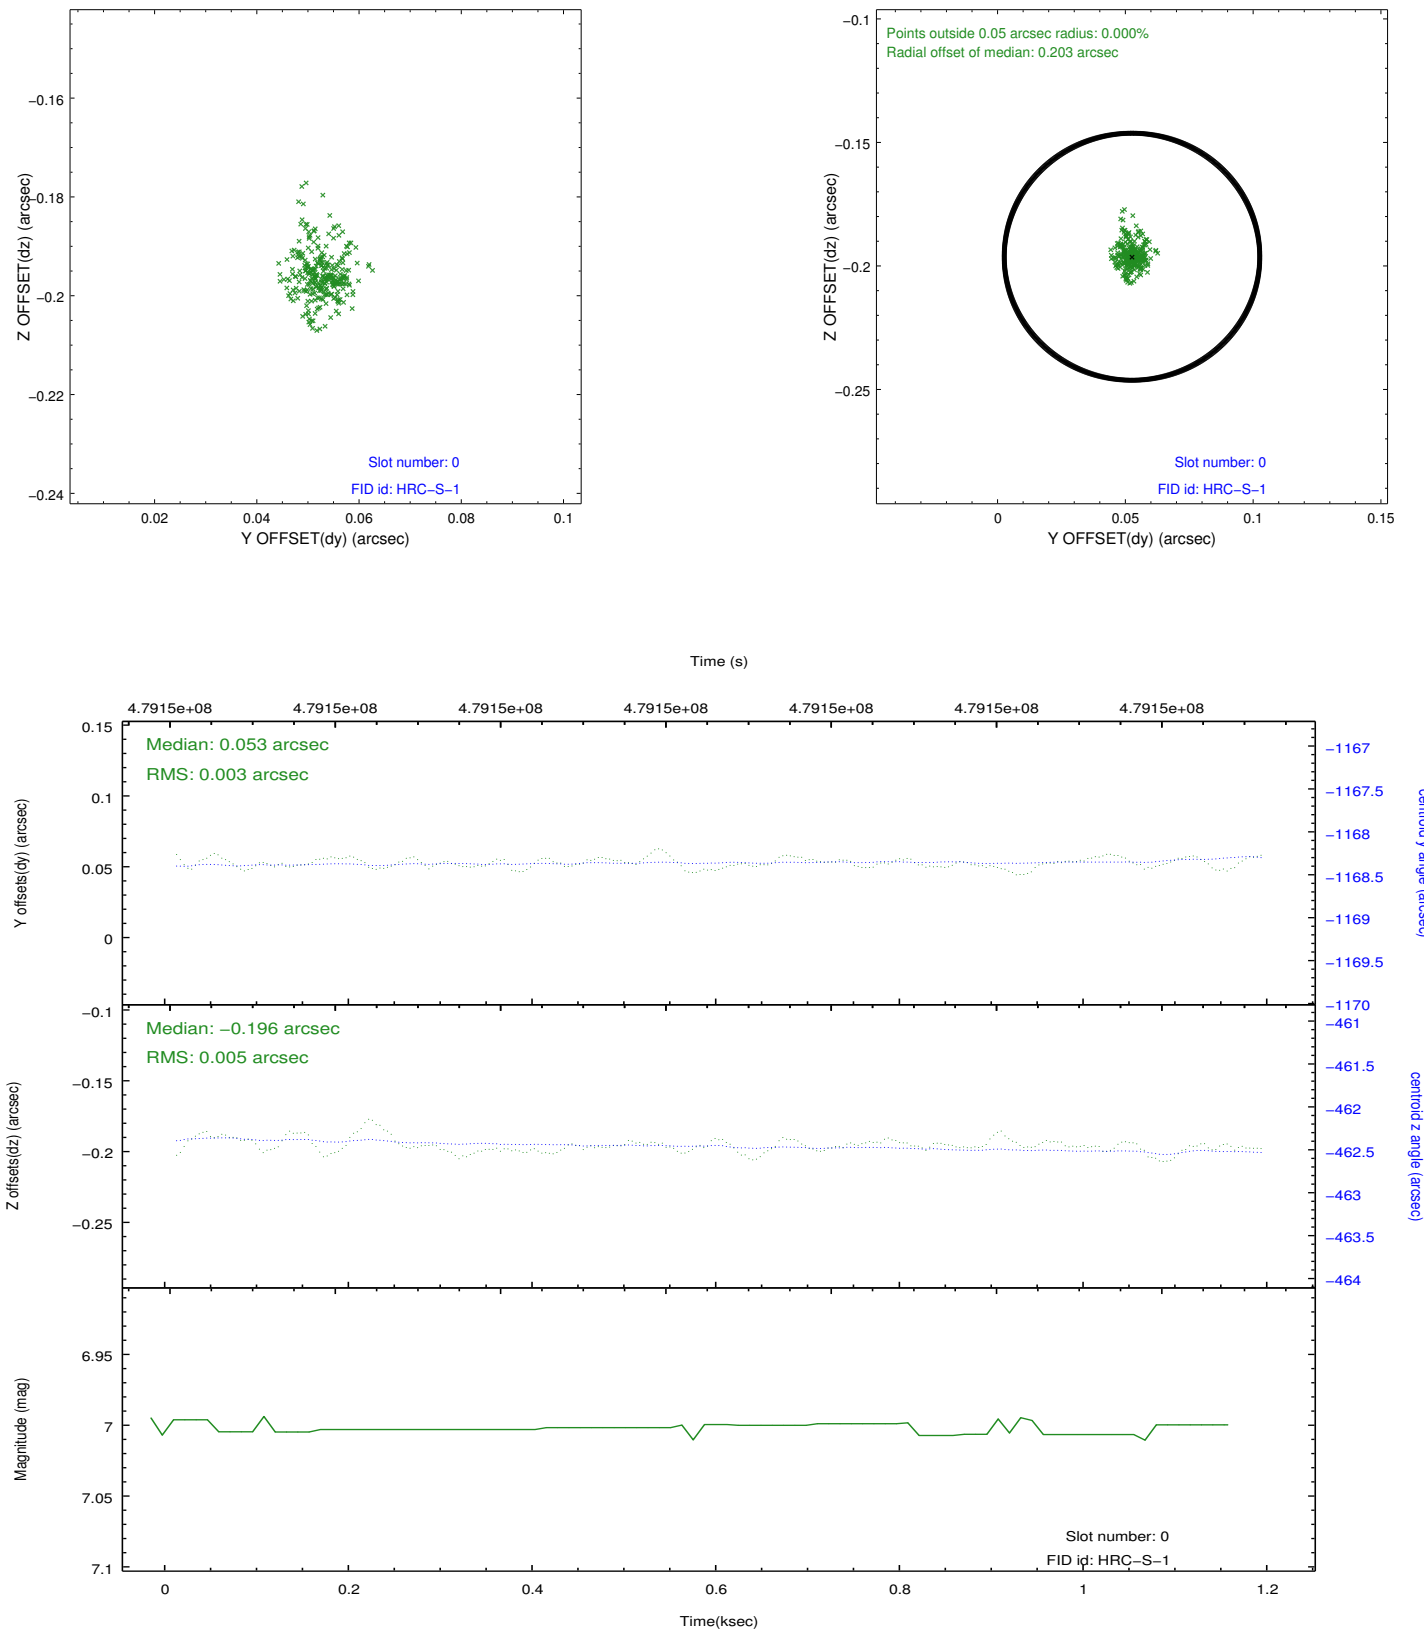 −0.16
−0.18
−0.2
−0.22
−0.24
Z OFFSET(dz) (arcsec)
Slot number: 0
FID id: HRC−S−1
0.02 0.04 0.06 0.08 0.1
Y OFFSET(dy) (arcsec)
Points outside 0.05 arcsec radius: 0.000%
Radial offset of median: 0.203 arcsec
−0.1
−0.15
−0.2
−0.25
Z OFFSET(dz) (arcsec)
Slot number: 0
FID id: HRC−S−1
0 0.05 0.1 0.15
Y OFFSET(dy) (arcsec)
Time (s)
4.7915e+08 4.7915e+08 4.7915e+08 4.7915e+08 4.7915e+08 4.7915e+08 4.7915e+08
Median: 0.053 arcsec
RMS: 0.003 arcsec
0.15
0.1
0.05
0
Y offsets(dy) (arcsec)
−1167
−1167.5
−1168
−1168.5
−1169
−1169.5
−1170
centroid y angle (arcsec)
Median: −0.196 arcsec
RMS: 0.005 arcsec
−0.1
−0.15
−0.2
−0.25
Z offsets(dz) (arcsec)
−461
−461.5
−462
−462.5
−463
−463.5
−464
centroid z angle (arcsec)
6.95
7
7.05
7.1
Magnitude (mag)
Slot number: 0
FID id: HRC−S−1
0 0.2 0.4 0.6 0.8 1 1.2
Time(ksec)